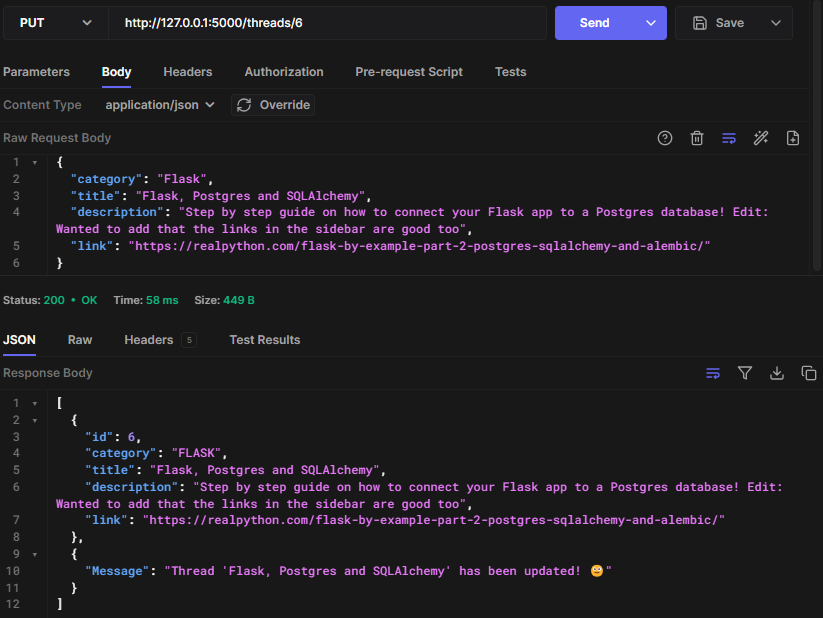 PUT http://127.0.0.1:5000/threads/6 Send Save
Parameters Body Headers Authorization Pre-request Script Tests
Content Type application/json Override
Raw Request Body
1 {
2 "category": "Flask",
3 "title": "Flask, Postgres and SQLAlchemy",
4 "description": "Step by step guide on how to connect your Flask app to a Postgres database! Edit:
Wanted to add that the links in the sidebar are good too",
5 "link": "https://realpython.com/flask-by-example-part-2-postgres-sqlalchemy-and-alembic/"
6 }
Status: 200 • OK Time: 58 ms Size: 449 B
JSON Raw Headers 5 Test Results
Response Body
1 [
2 {
3 "id": 6,
4 "category": "FLASK",
5 "title": "Flask, Postgres and SQLAlchemy",
6 "description": "Step by step guide on how to connect your Flask app to a Postgres database! Edit:
Wanted to add that the links in the sidebar are good too",
7 "link": "https://realpython.com/flask-by-example-part-2-postgres-sqlalchemy-and-alembic/"
8 },
9 {
10 "Message": "Thread 'Flask, Postgres and SQLAlchemy' has been updated! 😄"
11 }
12 ]